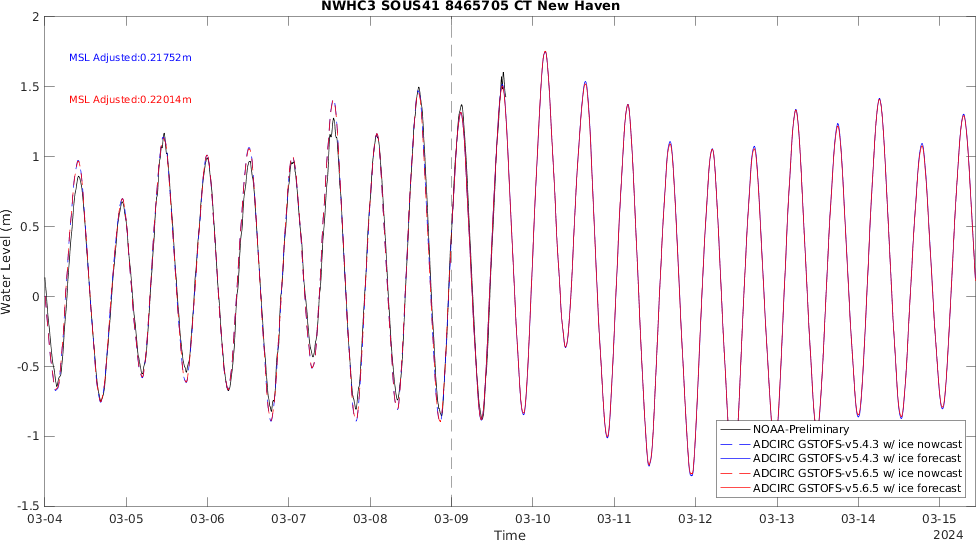 NWHC3 SOUS41 8465705 CT New Haven
2
MSL Adjusted:0.21752m
MSL Adjusted:0.22014m
1.5
1
0.5
0
-0.5
-1
-1.5
Water Level (m)
NOAA-Preliminary
ADCIRC GSTOFS-v5.4.3 w/ ice nowcast
ADCIRC GSTOFS-v5.4.3 w/ ice forecast
ADCIRC GSTOFS-v5.6.5 w/ ice nowcast
ADCIRC GSTOFS-v5.6.5 w/ ice forecast
03-04 03-05 03-06 03-07 03-08 03-09 03-10 03-11 03-12 03-13 03-14 03-15
Time
2024